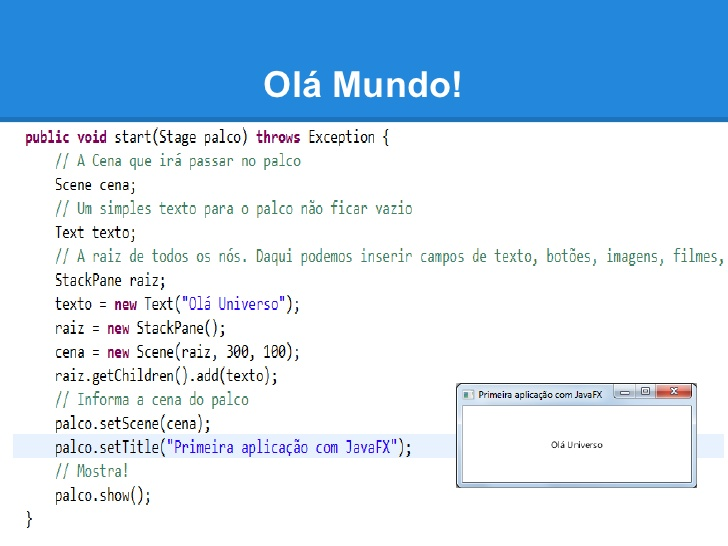 Olá Mundo!
public void start(Stage palco) throws Exception {
// A Cena que irá passar no palco
Scene cena;
// Um simples texto para o palco não ficar vazio
Text texto;
// A raiz de todos os nós. Daqui podemos inserir campos de texto, botões, imagens, filmes,
StackPane raiz;
texto = new Text("Olá Universo");
raiz = new StackPane();
cena = new Scene(raiz, 300, 100);
raiz.getChildren().add(texto);
// Informa a cena do palco
palco.setScene(cena);
palco.setTitle("Primeira aplicação com JavaFX");
// Mostra!
palco.show();
}
Primeira aplicação com JavaFX
Olá Universo